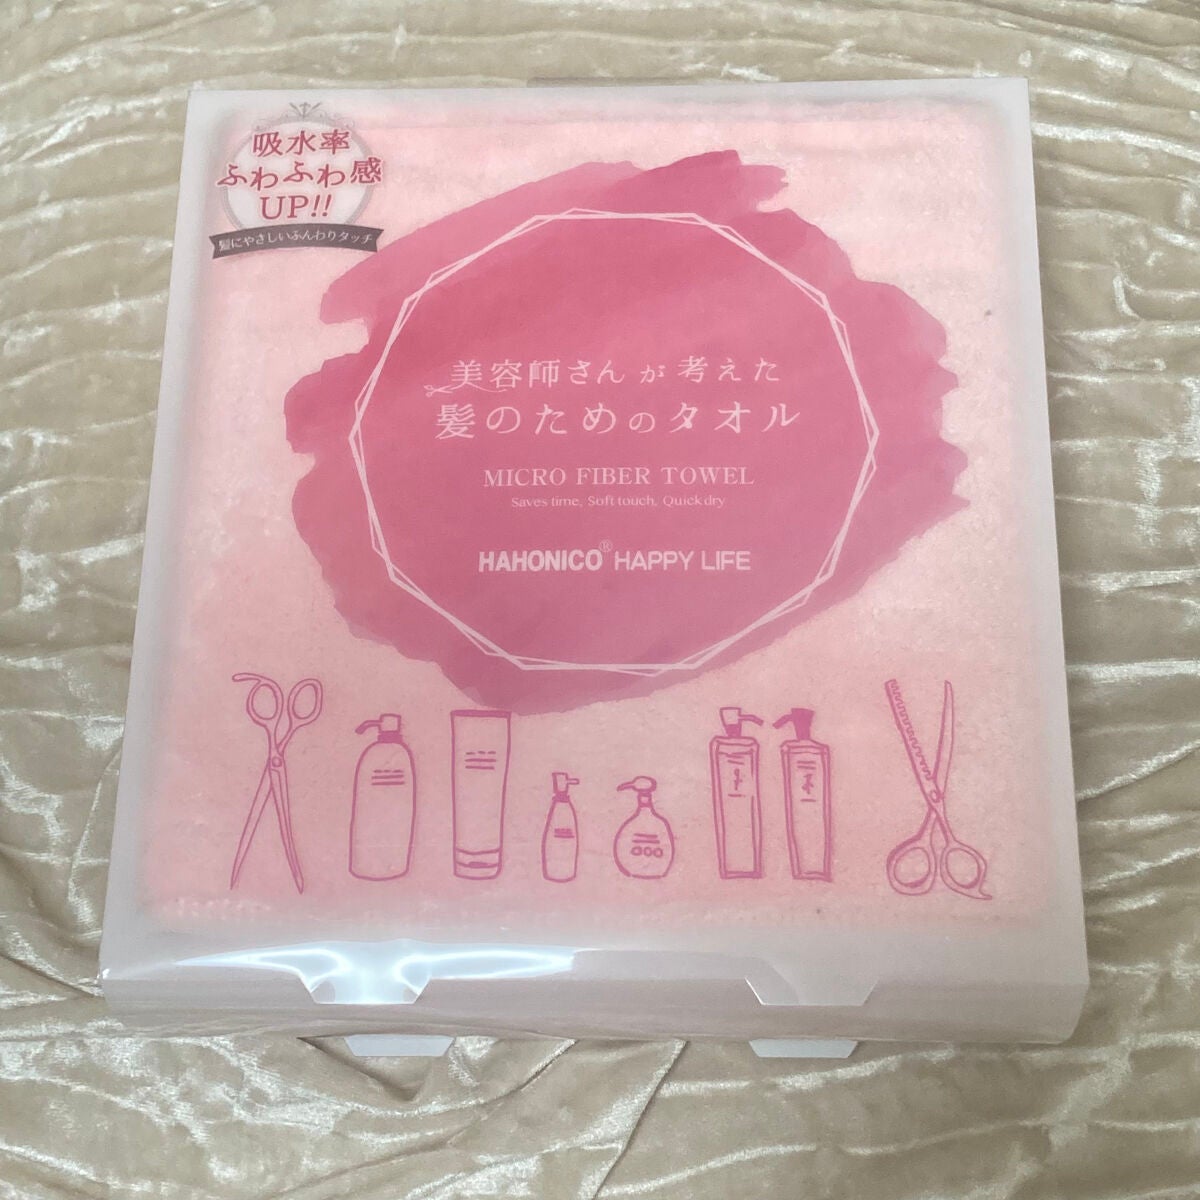 吸水率
ふわふわ感
UP!!
髪にやさしいふんわりタッチ
美容師さんが考えた
髪のためのタオル
MICRO FIBER TOWEL
Saves time, Soft touch, Quick dry
HAHONICO® HAPPY LIFE